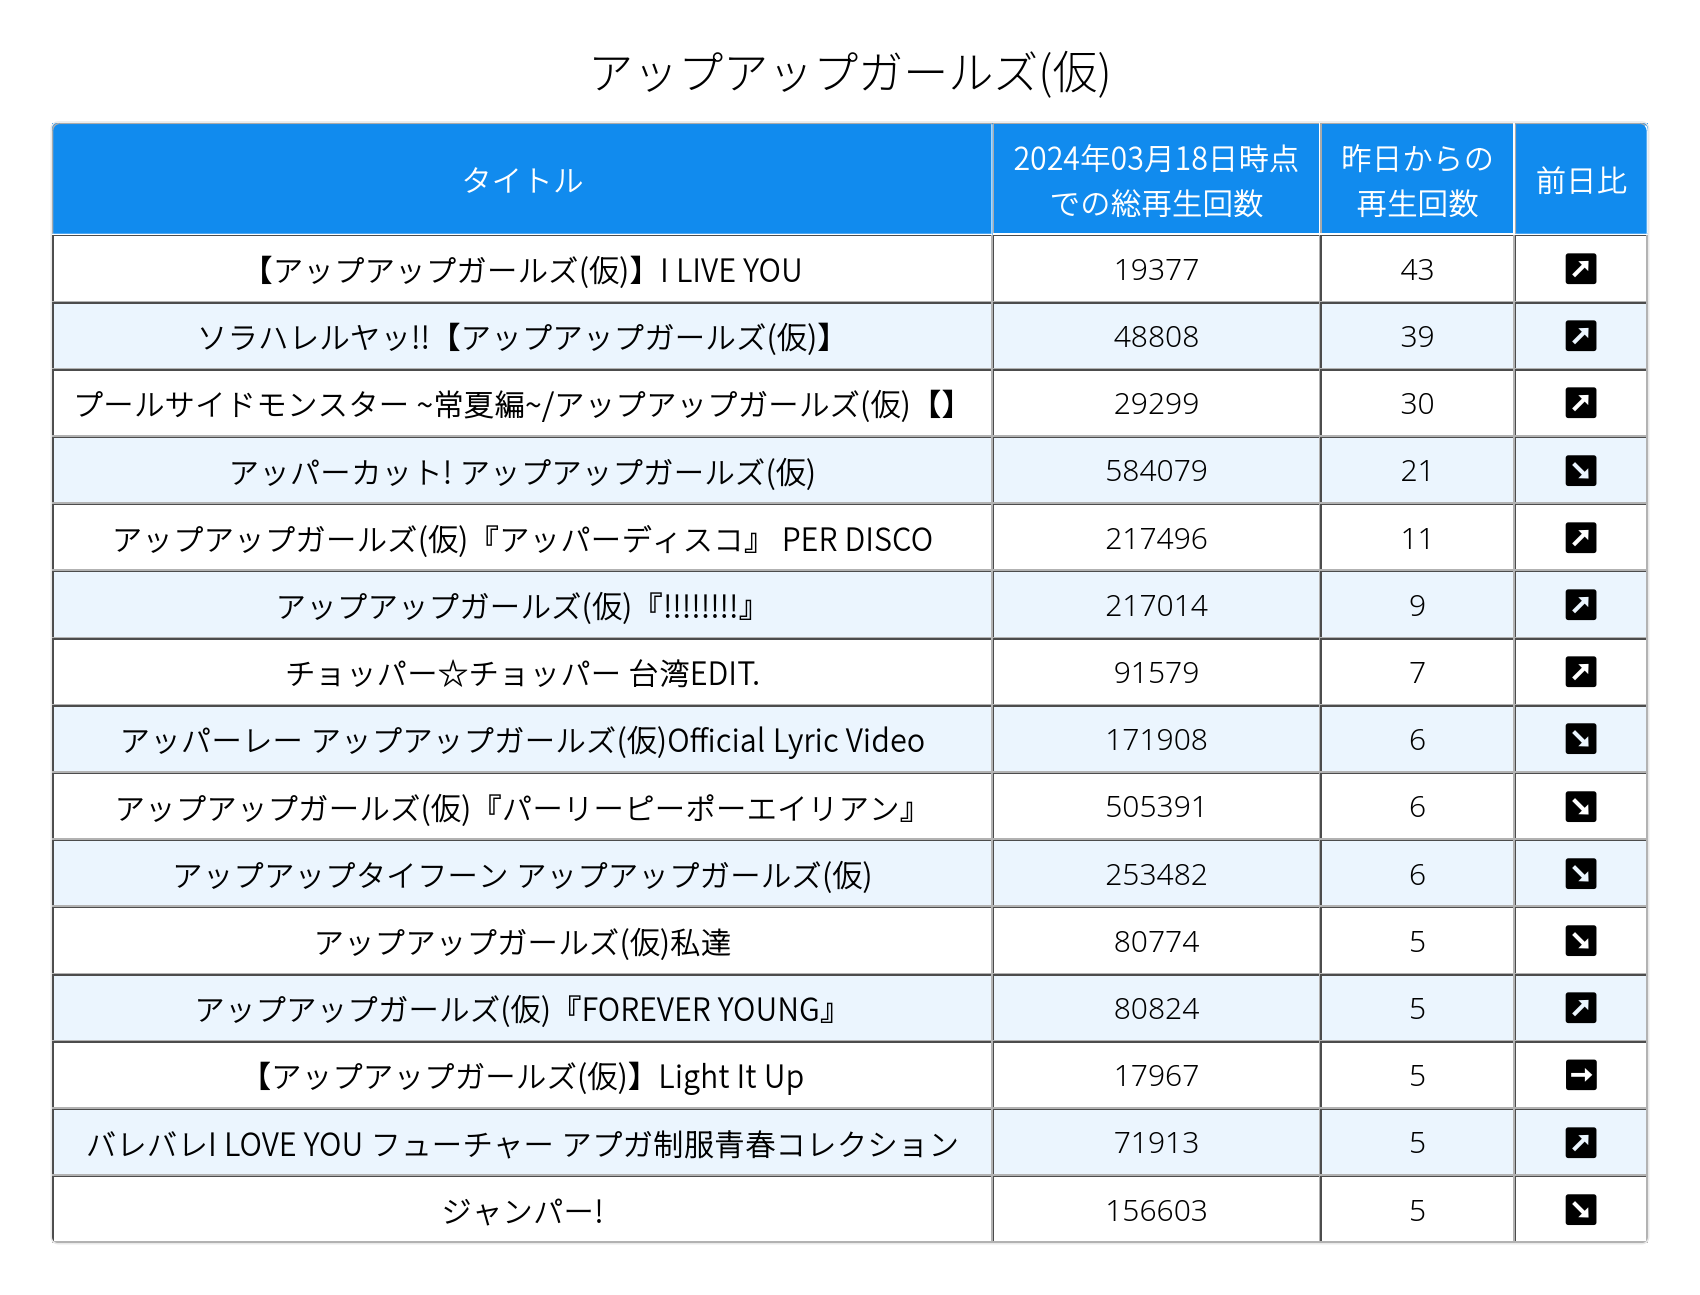 アップアップガールズ(仮)
タイトル 2024年03月18日時点 での総再生回数 昨日からの 再生回数 前日比
【アップアップガールズ(仮)】I LIVE YOU 19377 43
ソラハレルヤッ!!【アップアップガールズ(仮)】 48808 39
プールサイドモンスター ~常夏編~/アップアップガールズ(仮)【】 29299 30
アッパーカット! アップアップガールズ(仮) 584079 21
アップアップガールズ(仮)『アッパーディスコ』 PER DISCO 217496 11
アップアップガールズ(仮)『!!!!!!!!』 217014 9
チョッパー☆チョッパー 台湾EDIT. 91579 7
アッパーレー アップアップガールズ(仮)Official Lyric Video 171908 6
アップアップガールズ(仮)『パーリーピーポーエイリアン』 505391 6
アップアップタイフーン アップアップガールズ(仮) 253482 6
アップアップガールズ(仮)私達 80774 5
アップアップガールズ(仮)『FOREVER YOUNG』 80824 5
【アップアップガールズ(仮)】Light It Up 17967 5
バレバレI LOVE YOU フューチャー アプガ制服青春コレクション 71913 5
ジャンパー! 156603 5